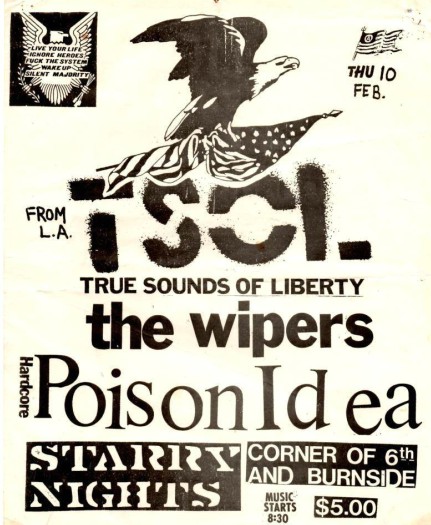 LIVE YOUR LIFE
IGNORE HEROES
FUCK THE SYSTEM
WAKE UP
SILENT MAJORITY
THU 10
FEB.
FROM
L.A.
TSOL
TRUE SOUNDS OF LIBERTY
the wipers
Hardcore
Poison Idea
STARRY
NIGHTS
CORNER OF 6th
AND BURNSIDE
MUSIC
STARTS
8:30
$5.00